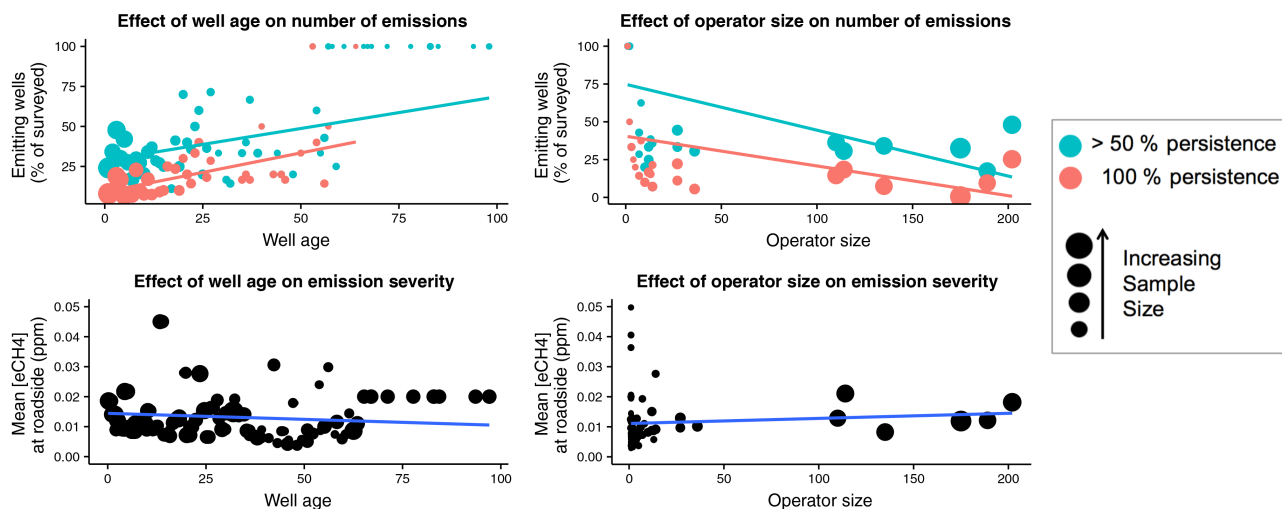 Effect of well age on number of emissions
Emitting wells
(% of surveyed)
100
75
50
25
0 25 50 75 100
Well age
Effect of operator size on number of emissions
Emitting wells
(% of surveyed)
100
75
50
25
0
0 50 100 150 200
Operator size
> 50 % persistence
100 % persistence
Increasing
Sample
Size
Effect of well age on emission severity
Mean [eCH4]
at roadside (ppm)
0.05
0.04
0.03
0.02
0.01
0.00
0 25 50 75 100
Well age
Effect of operator size on emission severity
Mean [eCH4]
at roadside (ppm)
0.05
0.04
0.03
0.02
0.01
0.00
0 50 100 150 200
Operator size